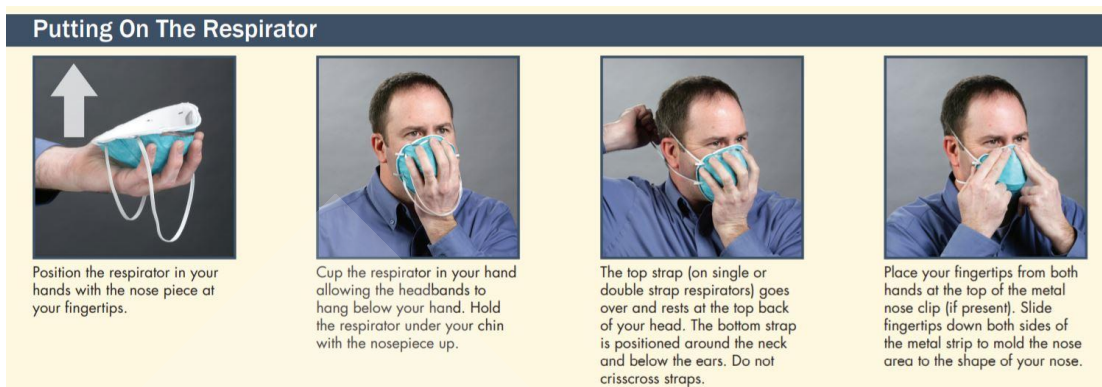 Putting On The Respirator
Position the respirator in your
hands with the nose piece at
your fingertips.
Cup the respirator in your hand
allowing the headbands to
hang below your hand. Hold
the respirator under your chin
with the nosepiece up.
The top strap (on single or
double strap respirators) goes
over and rests at the top back
of your head. The bottom strap
is positioned around the neck
and below the ears. Do not
crisscross straps.
Place your fingertips from both
hands at the top of the metal
nose clip (if present). Slide
fingertips down both sides of
the metal strip to mold the nose
area to the shape of your nose.